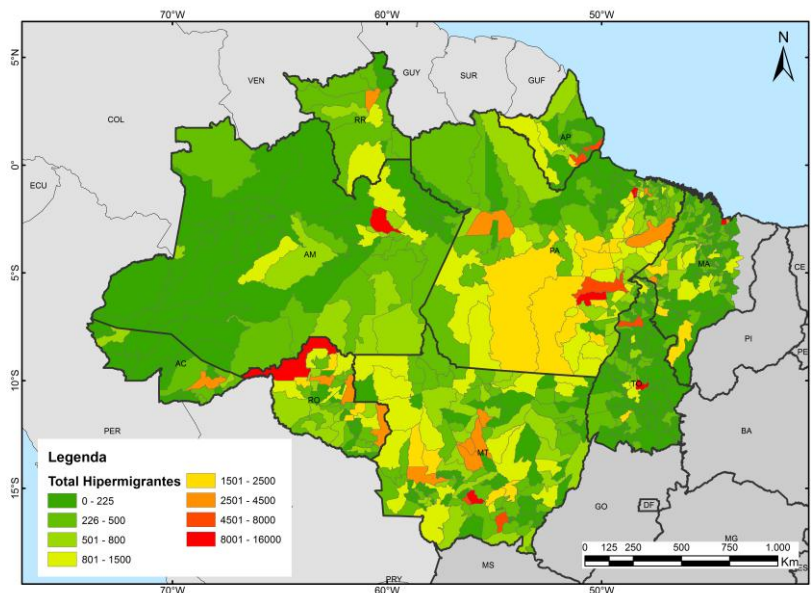 70°W 60°W 50°W
5°N
0°
5°S
10°S
15°S
N
VEN
GUY
SUR
GUF
COL
RR
AP
ECU
AM
PA
MA
CE
PI
PE
AC
TO
RO
PER
BA
MT
GO
DF
MG
ES
MS
PRY
Legenda
Total Hipermigrantes
0 - 225
226 - 500
501 - 800
801 - 1500
1501 - 2500
2501 - 4500
4501 - 8000
8001 - 16000
0 125 250 500 750 1.000
Km
70°W 60°W 50°W